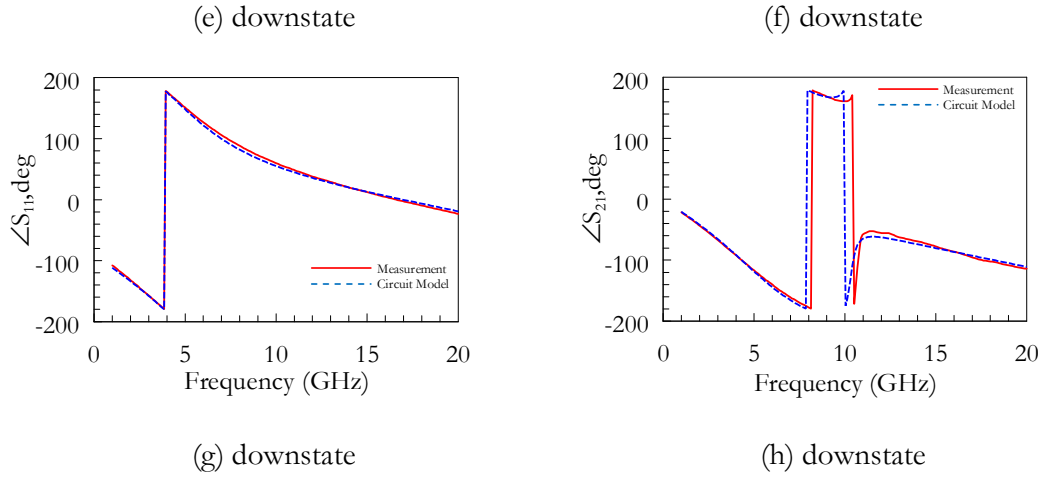 (e) downstate
(f) downstate
200
100
0
-100
-200
∠S11,deg
Measurement
Circuit Model
0
5
10
15
20
Frequency (GHz)
200
100
0
-100
-200
∠S21,deg
Measurement
Circuit Model
0
5
10
15
20
Frequency (GHz)
(g) downstate
(h) downstate